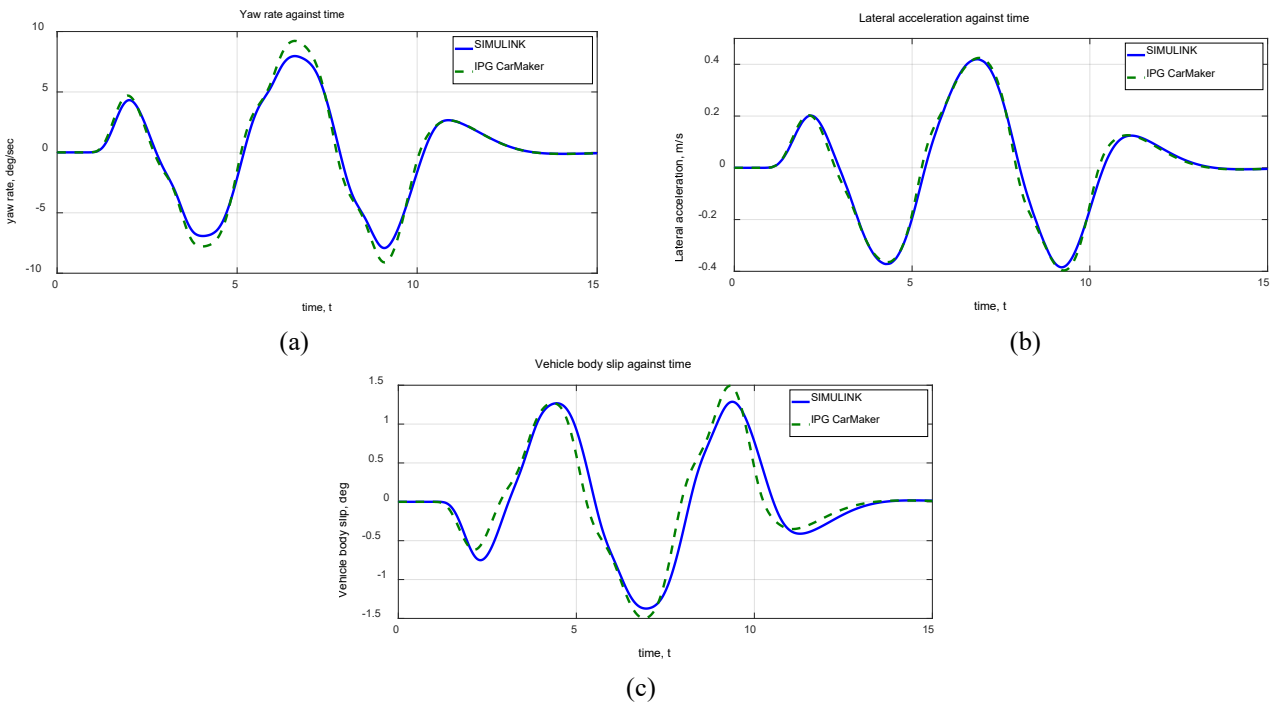 Yaw rate against time
10
5
0
-5
-10
yaw rate, deg/sec
SIMULINK
IPG CarMaker
0
5
10
15
time, t
(a)
Lateral acceleration against time
0.4
0.2
0
-0.2
-0.4
Lateral acceleration, m/s
SIMULINK
IPG CarMaker
0
5
10
15
time, t
(b)
Vehicle body slip against time
1.5
1
0.5
0
-0.5
-1
-1.5
Vehicle body slip, deg
SIMULINK
IPG CarMaker
0
5
10
15
time, t
(c)